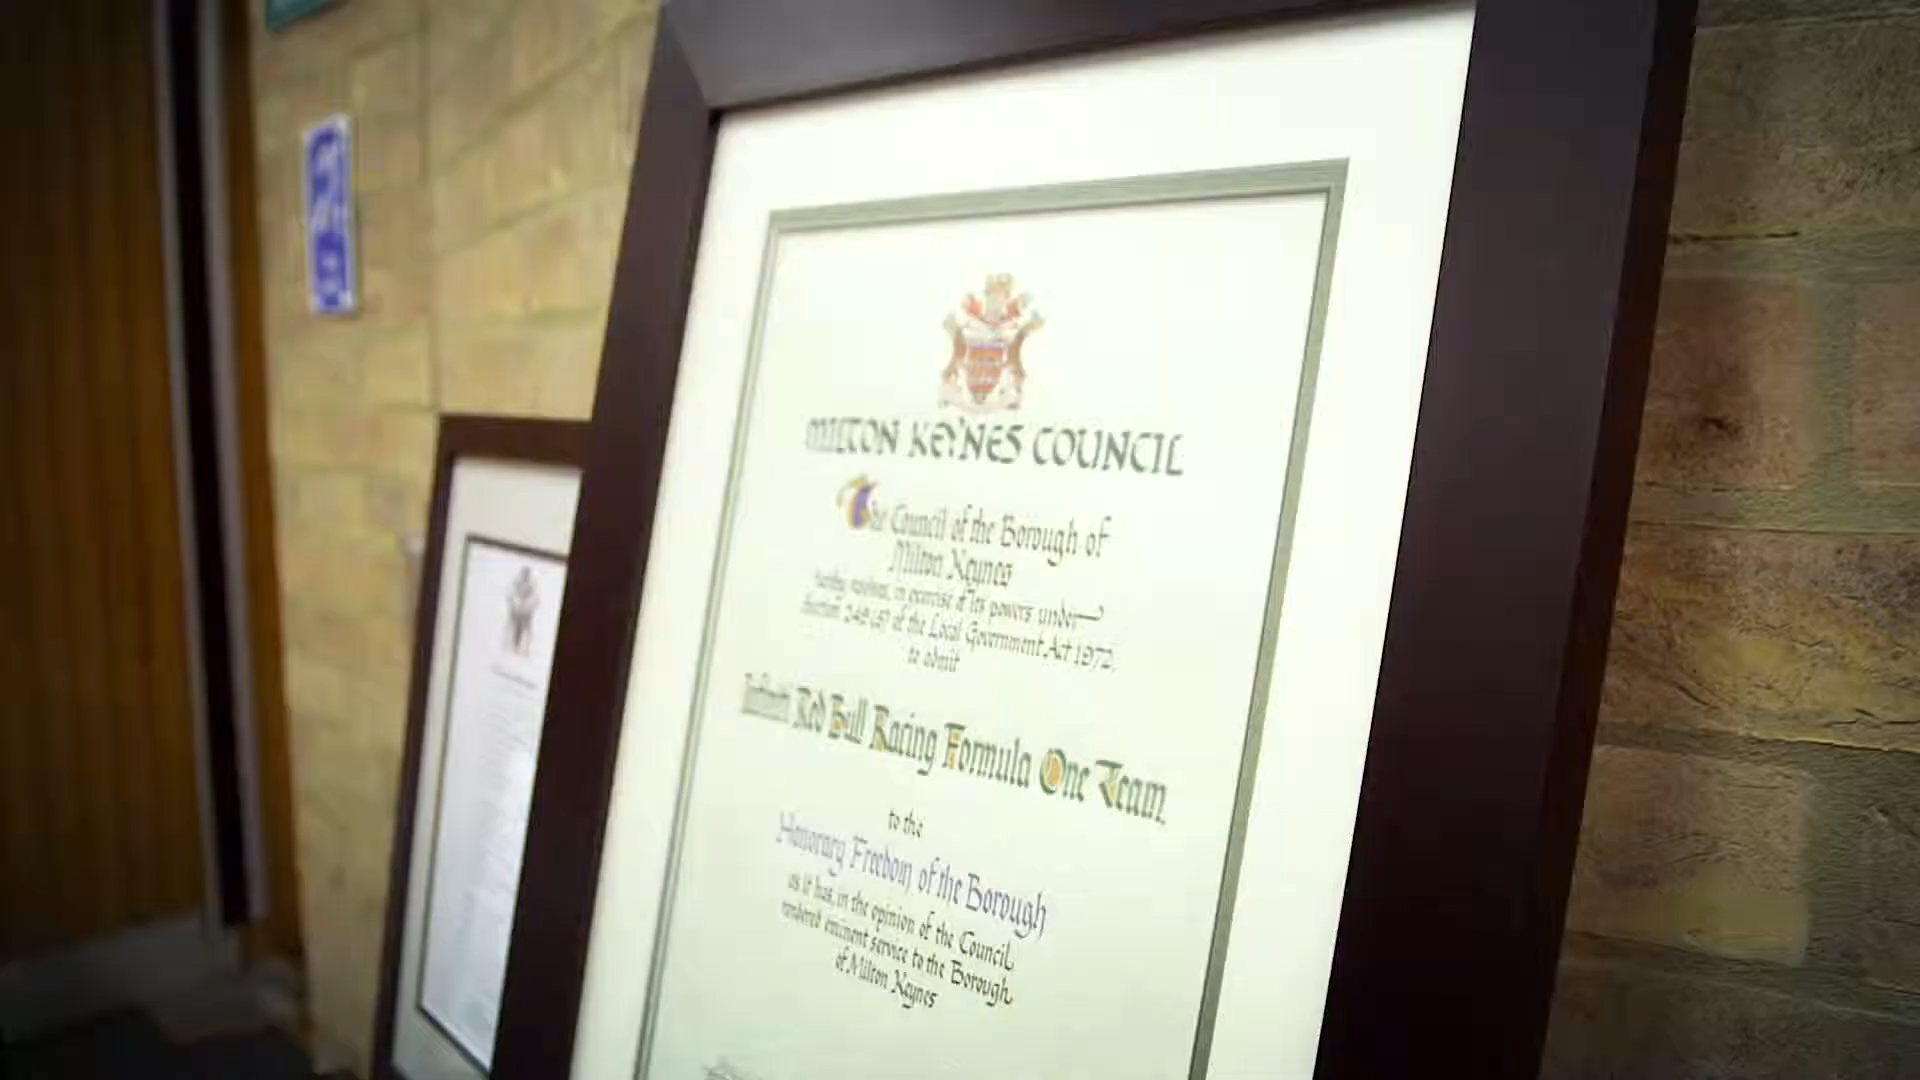 MILTON KEYNES COUNCIL
The Council of the Borough of
Milton Keynes
hereby resolves, in exercise of its powers under
Section 249 (5) of the Local Government Act 1972,
to admit
Infiniti Red Bull Racing Formula One Team,
to the
Honorary Freedom of the Borough
as it has, in the opinion of the Council,
rendered eminent service to the Borough
of Milton Keynes